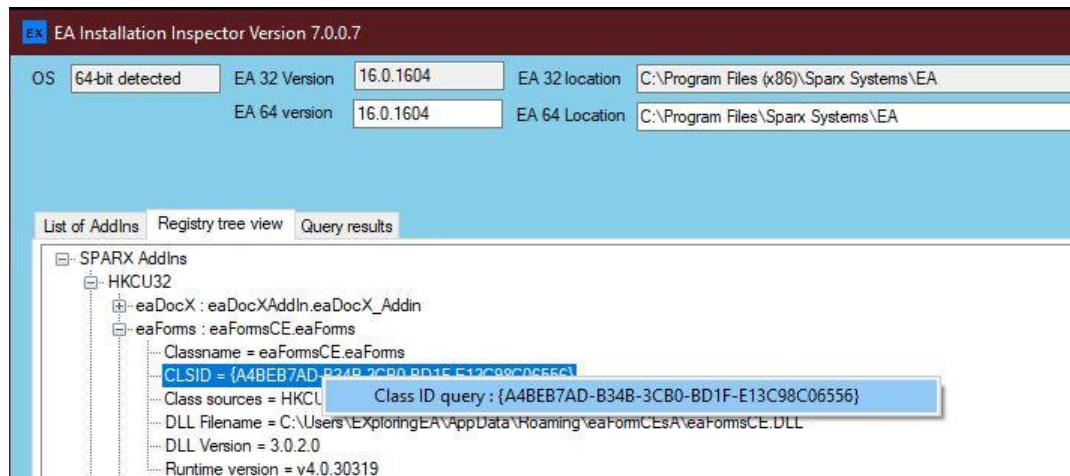 EX EA Installation Inspector Version 7.0.0.7
OS 64-bit detected EA 32 Version 16.0.1604 EA 32 location C:\Program Files (x86)\Sparx Systems\EA
EA 64 version 16.0.1604 EA 64 Location C:\Program Files\Sparx Systems\EA
List of AddIns Registry tree view Query results
SPARX AddIns
HKCU32
eaDocX : eaDocXAddIn.eaDocX_Addin
eaForms : eaFormsCE.eaForms
Classname = eaFormsCE.eaForms
CLSID = {A4BEB7AD-B34B-3CB0-BD1F-E13C98C06556}
Class ID query : {A4BEB7AD-B34B-3CB0-BD1F-E13C98C06556}
Class sources = HKCU
DLL Filename = C:\Users\EXploringEA\AppData\Roaming\eaFormCEsA\eaFormsCE.DLL
DLL Version = 3.0.2.0
Runtime version = v4.0.30319